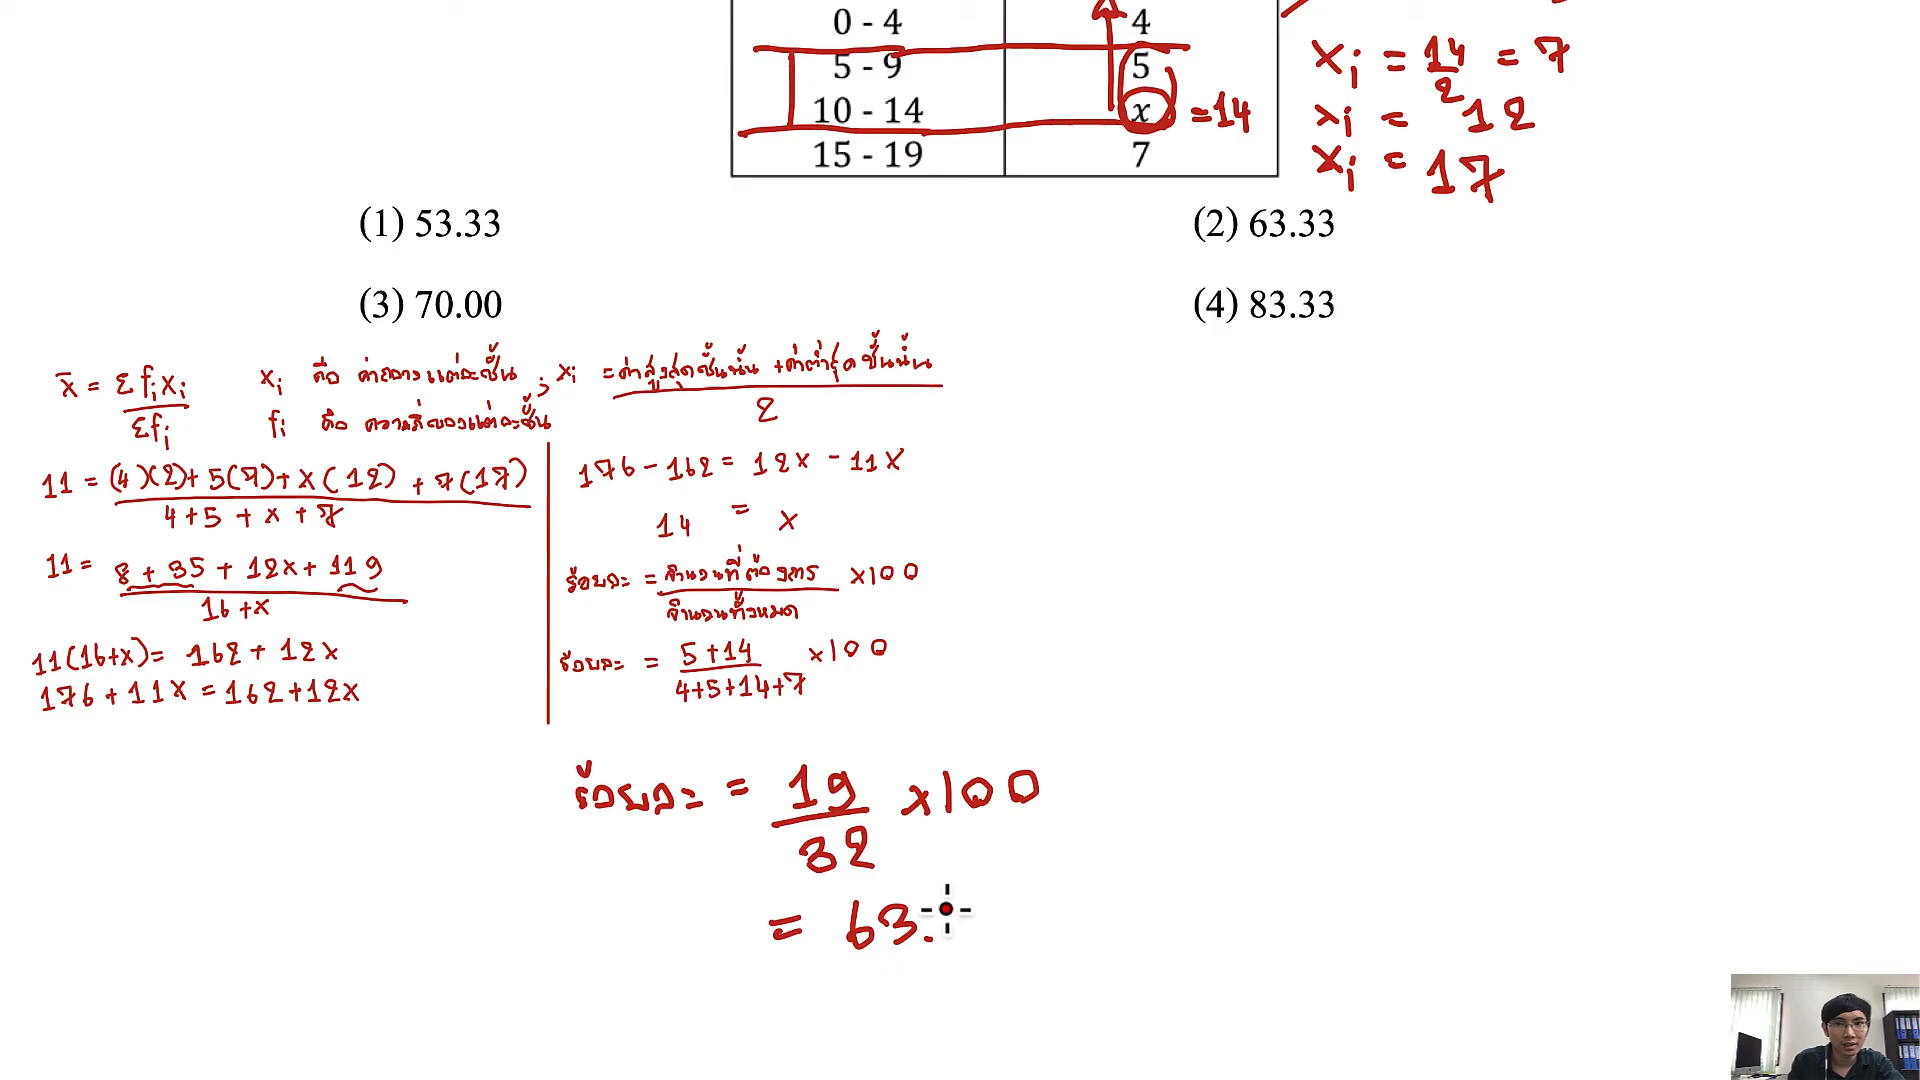 0 - 4 4
5 - 9 5
10 - 14 x =14
15 - 19 7
xi = 14/2 = 7
xi = 12
xi = 17
(1) 53.33 (2) 63.33
(3) 70.00 (4) 83.33
x̄ = Σfixi/Σfi
xi คือ ค่ากลางแต่ละชั้น ; xi = ค่าสูงสุดชั้นนั้น + ค่าต่ำสุดชั้นนั้น/2
fi คือ ความถี่ของแต่ละชั้น
11 = (4)(2)+5(7)+x(12)+7(17)/4+5+x+7
11 = 8+35+12x+119/16+x
11(16+x) = 162+12x
176+11x = 162+12x
176-162 = 12x-11x
14 = x
ร้อยละ = จำนวนที่ต้องการ/จำนวนทั้งหมด x100
ร้อยละ = 5+14/4+5+14+7 x100
ร้อยละ = 19/32 x100
= 63.